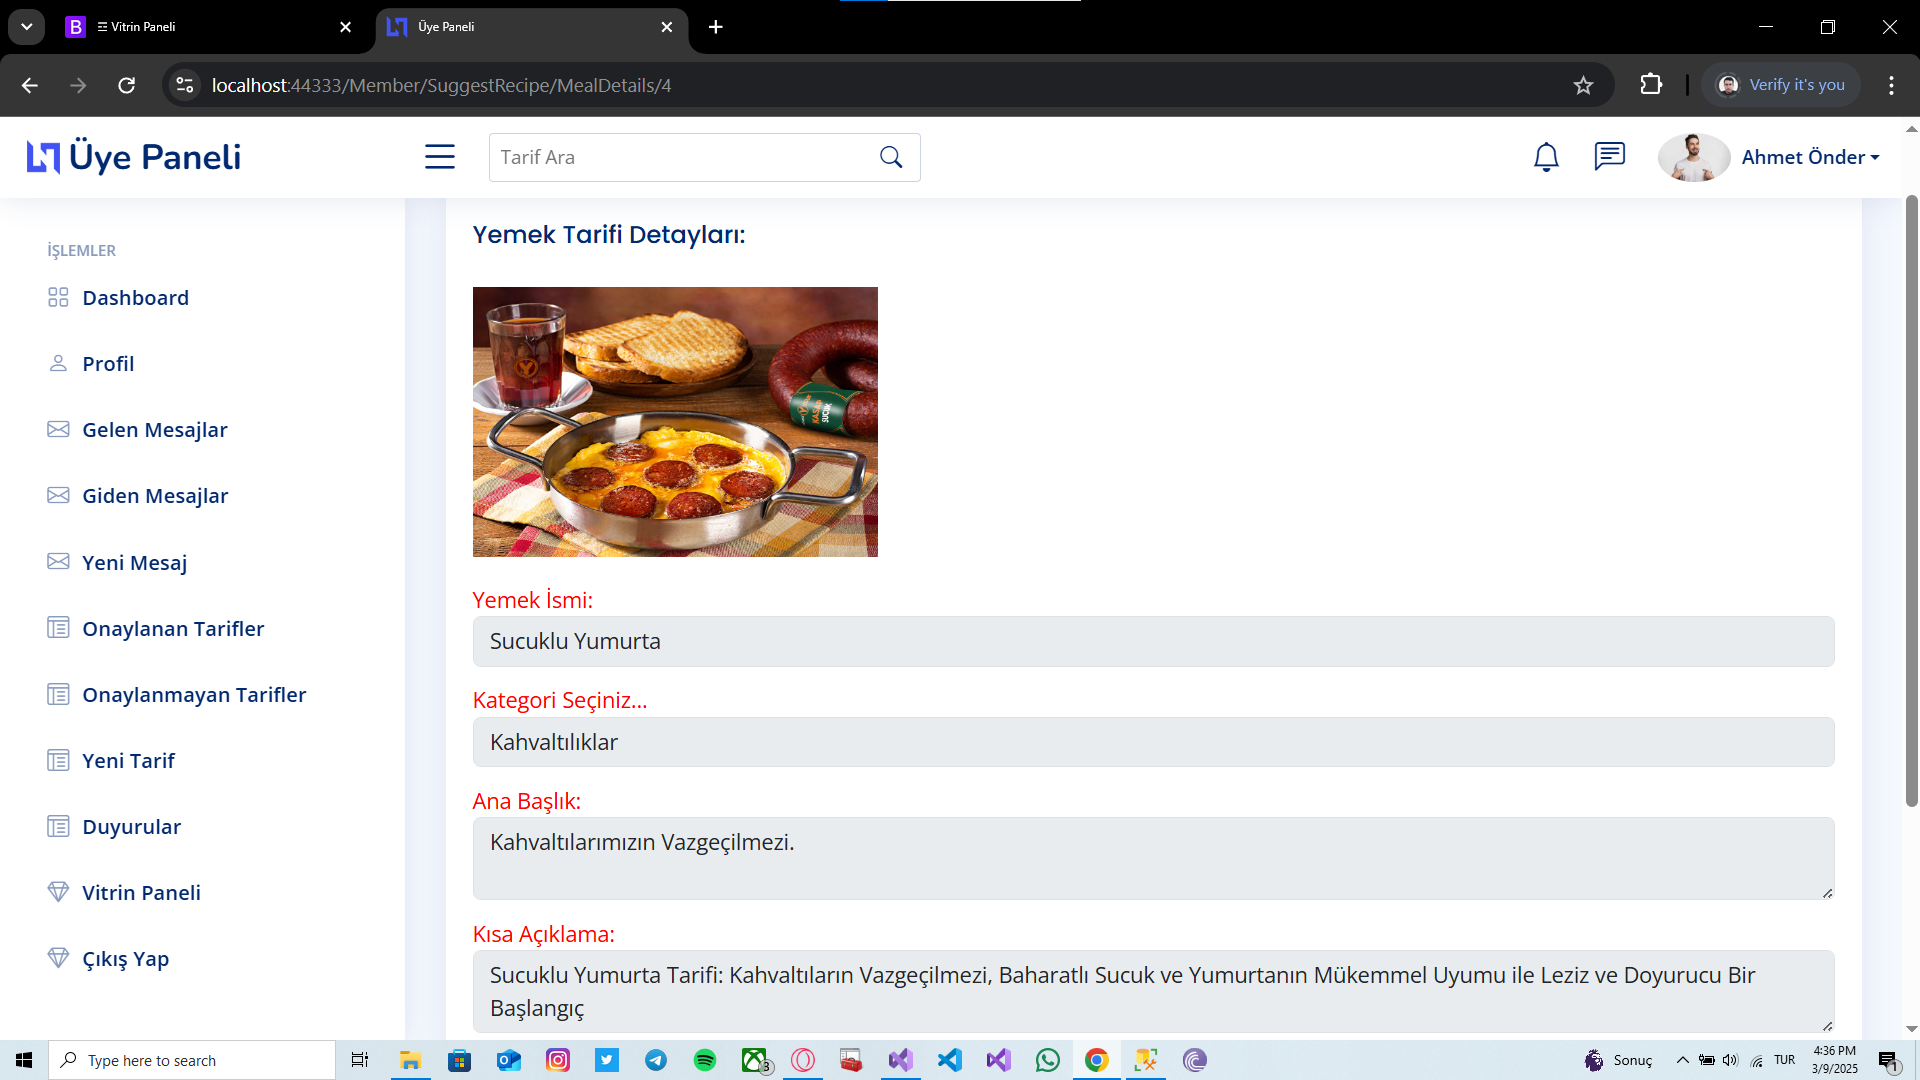 Vitrin Paneli
Üye Paneli
localhost:44333/Member/SuggestRecipe/MealDetails/4
Verify it's you
Üye Paneli
Tarif Ara
Ahmet Önder
İŞLEMLER
Dashboard
Profil
Gelen Mesajlar
Giden Mesajlar
Yeni Mesaj
Onaylanan Tarifler
Onaylanmayan Tarifler
Yeni Tarif
Duyurular
Vitrin Paneli
Çıkış Yap
Yemek Tarifi Detayları:
SUCUK
Yemek İsmi:
Sucuklu Yumurta
Kategori Seçiniz...
Kahvaltılıklar
Ana Başlık:
Kahvaltılarımızın Vazgeçilmezi.
Kısa Açıklama:
Sucuklu Yumurta Tarifi: Kahvaltıların Vazgeçilmezi, Baharatlı Sucuk ve Yumurtanın Mükemmel Uyumu ile Leziz ve Doyurucu Bir
Başlangıç
Type here to search
3
Sonuç
TUR
4:36 PM
3/9/2025
1